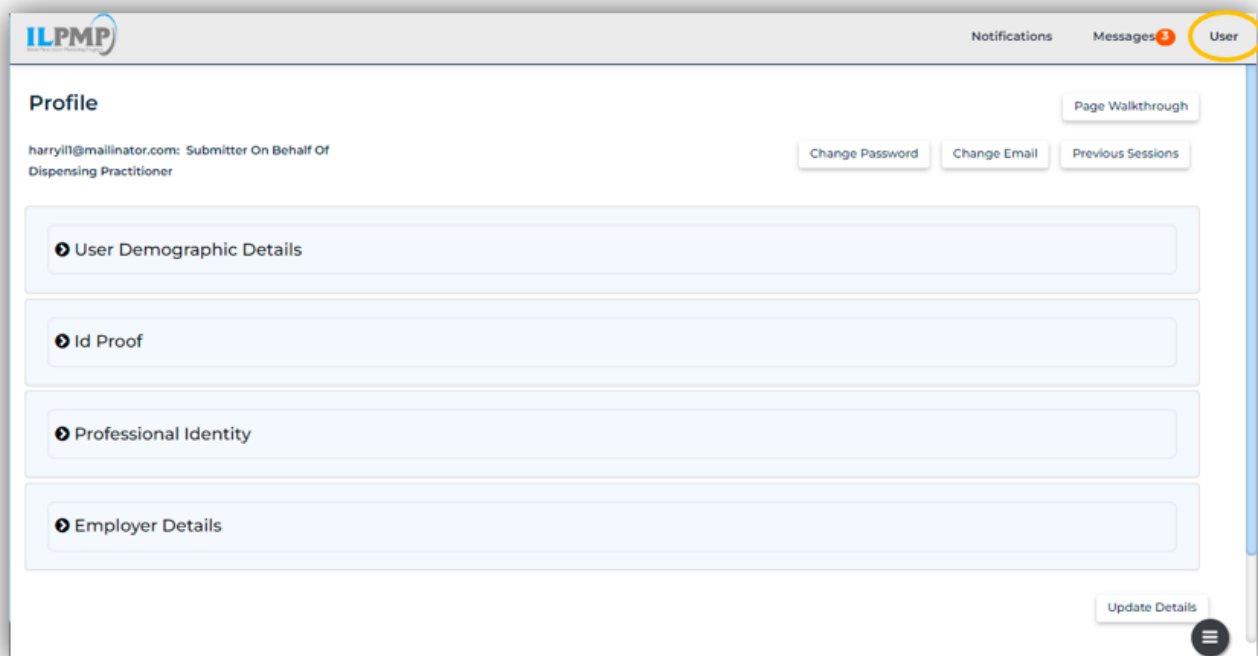 ILPMP
Notifications
Messages 3
User
Profile
Page Walkthrough
harryil1@mailinator.com: Submitter On Behalf Of
Dispensing Practitioner
Change Password
Change Email
Previous Sessions
User Demographic Details
Id Proof
Professional Identity
Employer Details
Update Details